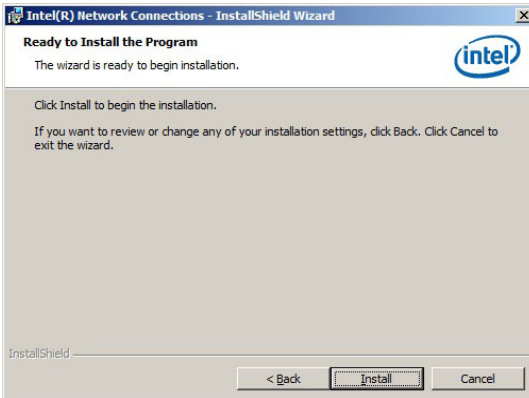 Intel(R) Network Connections - InstallShield Wizard
Ready to Install the Program
The wizard is ready to begin installation.
intel
Click Install to begin the installation.
If you want to review or change any of your installation settings, click Back. Click Cancel to
exit the wizard.
InstallShield
< Back
Install
Cancel